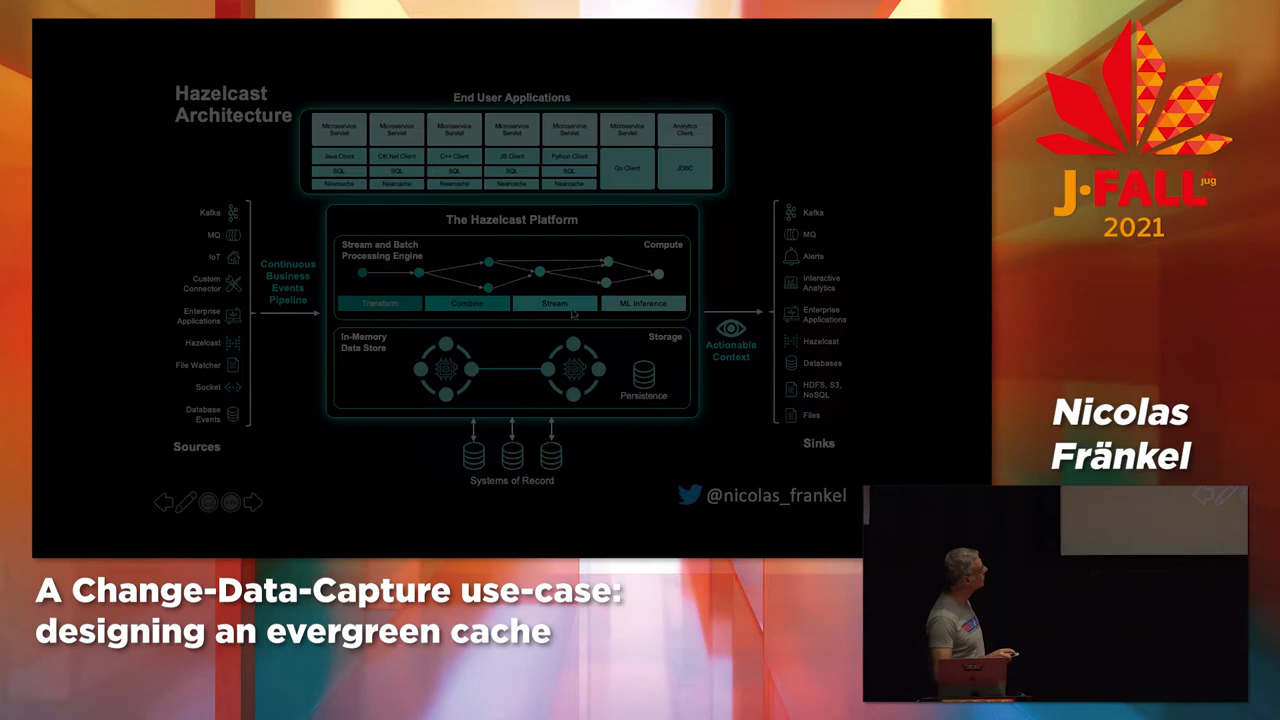 Hazelcast
Architecture
End User Applications
Microservice
Servlet
Microservice
Servlet
Microservice
Servlet
Microservice
Servlet
Microservice
Servlet
Microservice
Servlet
Analytics
Client
Java Client
C#/.Net Client
C++ Client
JS Client
Python Client
Go Client
JDBC
SQL
SQL
SQL
SQL
SQL
Nearcache
Nearcache
Nearcache
Nearcache
Nearcache
Kafka
MQ
IoT
Custom
Connector
Enterprise
Applications
Hazelcast
File Watcher
Socket
Database
Events
Sources
Continuous
Business
Events
Pipeline
The Hazelcast Platform
Stream and Batch
Processing Engine
Compute
Transform
Combine
Stream
ML Inference
In-Memory
Data Store
Storage
Persistence
Systems of Record
Actionable
Context
Kafka
MQ
Alerts
Interactive
Analytics
Enterprise
Applications
Hazelcast
Databases
HDFS, S3,
NoSQL
Files
Sinks
@nicolas_frankel
J•FALL
jug
2021
Nicolas
Fränkel
A Change-Data-Capture use-case:
designing an evergreen cache